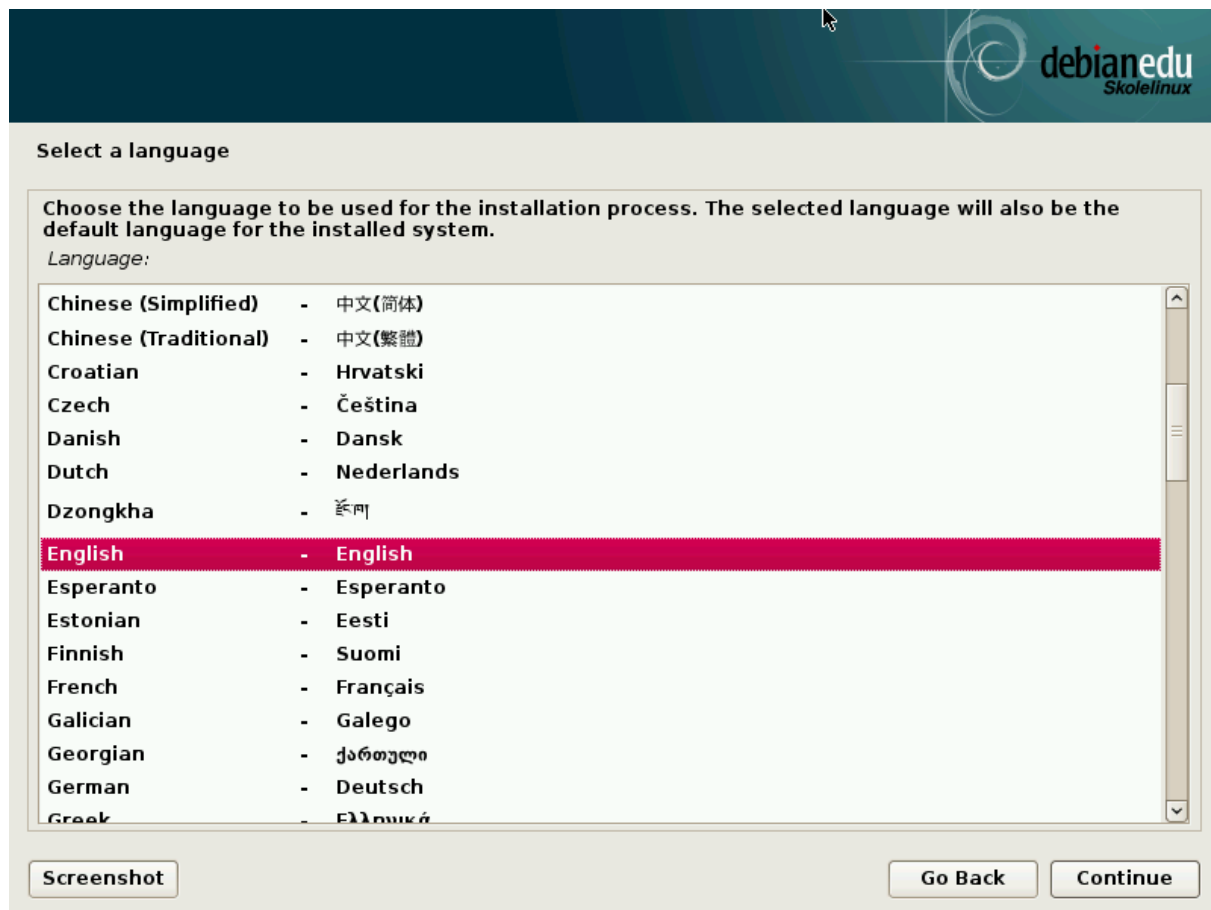 debianedu
Skolelinux
Select a language
Choose the language to be used for the installation process. The selected language will also be the
default language for the installed system.
Language:
Chinese (Simplified) - 中文(简体)
Chinese (Traditional) - 中文(繁體)
Croatian - Hrvatski
Czech - Čeština
Danish - Dansk
Dutch - Nederlands
Dzongkha - རྫོང་ཁ།
English - English
Esperanto - Esperanto
Estonian - Eesti
Finnish - Suomi
French - Français
Galician - Galego
Georgian - ქართული
German - Deutsch
Greek - Ελληνικά
Screenshot Go Back Continue